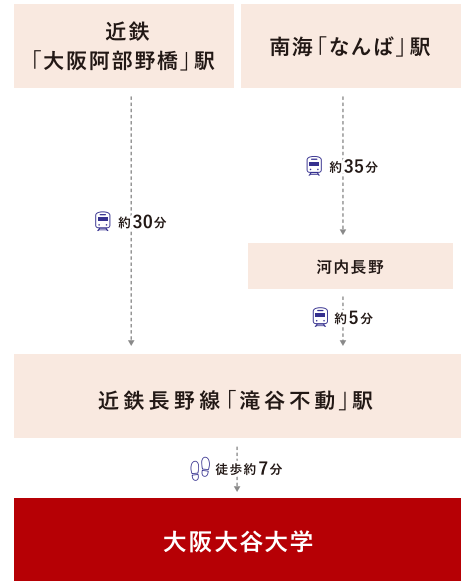 近鉄
「大阪阿部野橋」駅
南海「なんば」駅
約35分
約30分
河内長野
約5分
近鉄長野線「滝谷不動」駅
徒歩約7分
大阪大谷大学